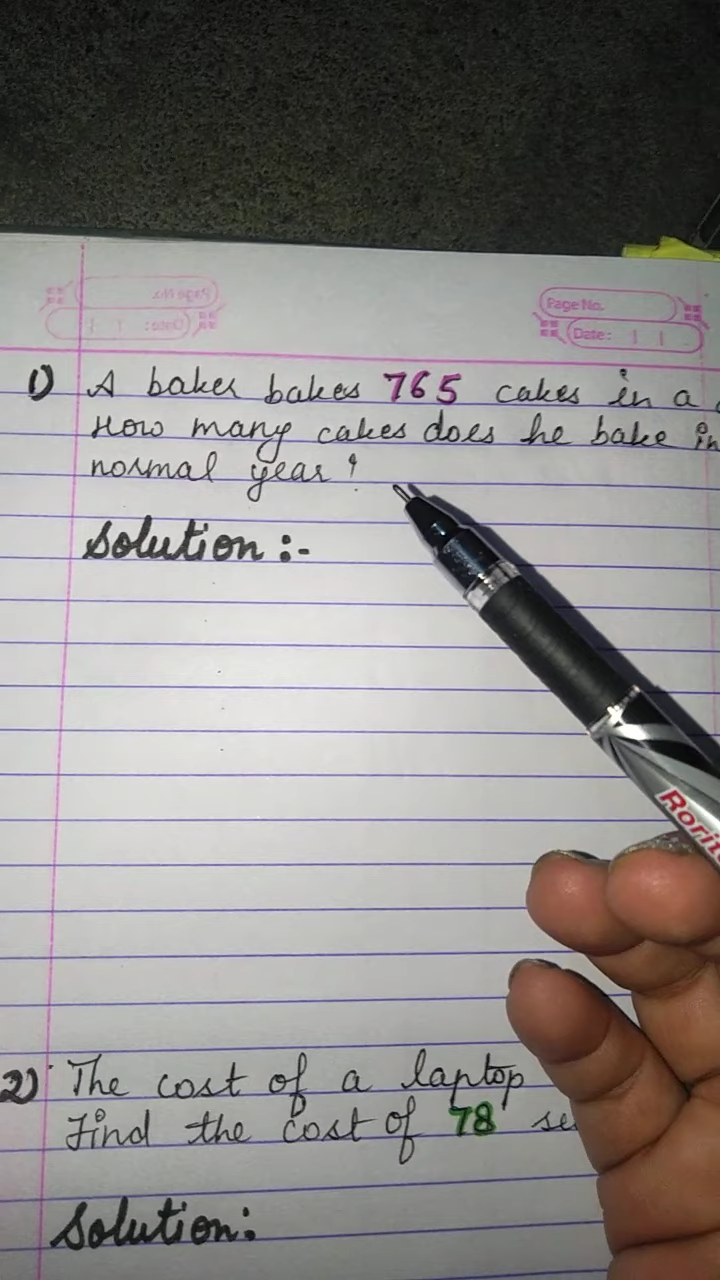 Page No.
Date:
1) A baker bakes 765 cakes in a
How many cakes does he bake in
normal year?
Solution :-
Rorito
2) The cost of a laptop
Find the cost of 78
Solution: